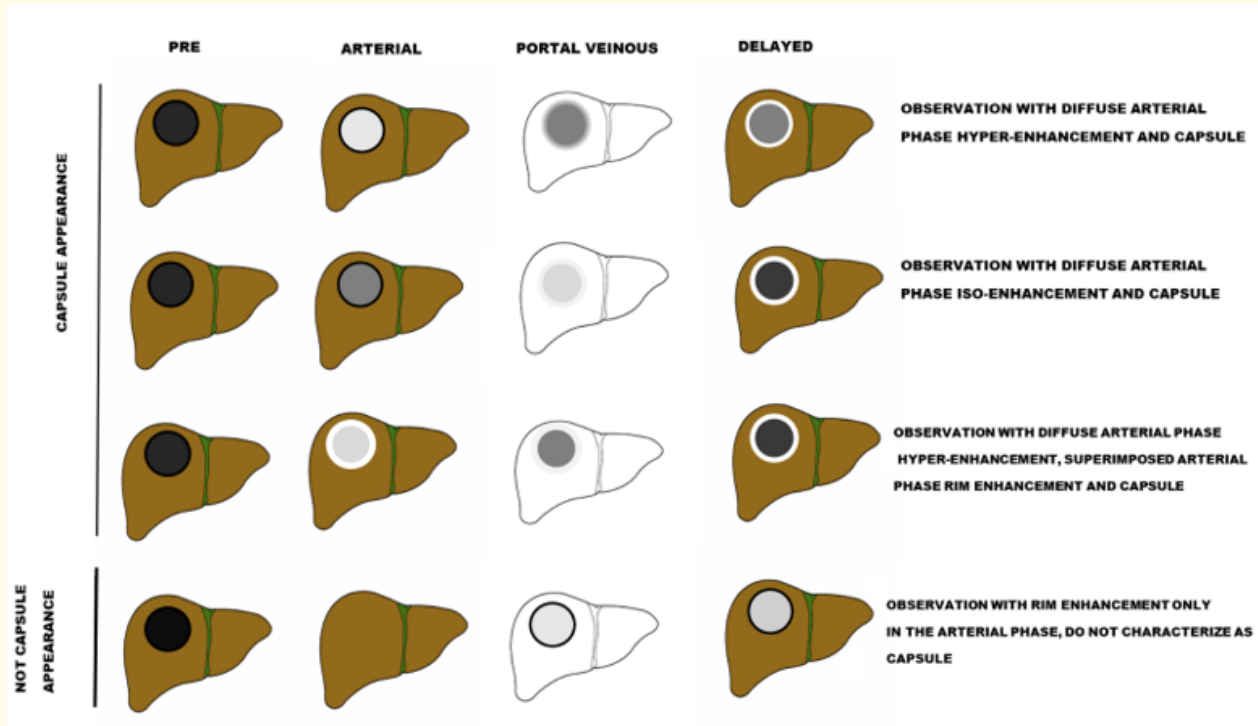 PRE
ARTERIAL
PORTAL VEINOUS
DELAYED
CAPSULE APPEARANCE
OBSERVATION WITH DIFFUSE ARTERIAL
PHASE HYPER-ENHANCEMENT AND CAPSULE
OBSERVATION WITH DIFFUSE ARTERIAL
PHASE ISO-ENHANCEMENT AND CAPSULE
OBSERVATION WITH DIFFUSE ARTERIAL PHASE
HYPER-ENHANCEMENT, SUPERIMPOSED ARTERIAL
PHASE RIM ENHANCEMENT AND CAPSULE
NOT CAPSULE
APPEARANCE
OBSERVATION WITH RIM ENHANCEMENT ONLY
IN THE ARTERIAL PHASE, DO NOT CHARACTERIZE AS
CAPSULE